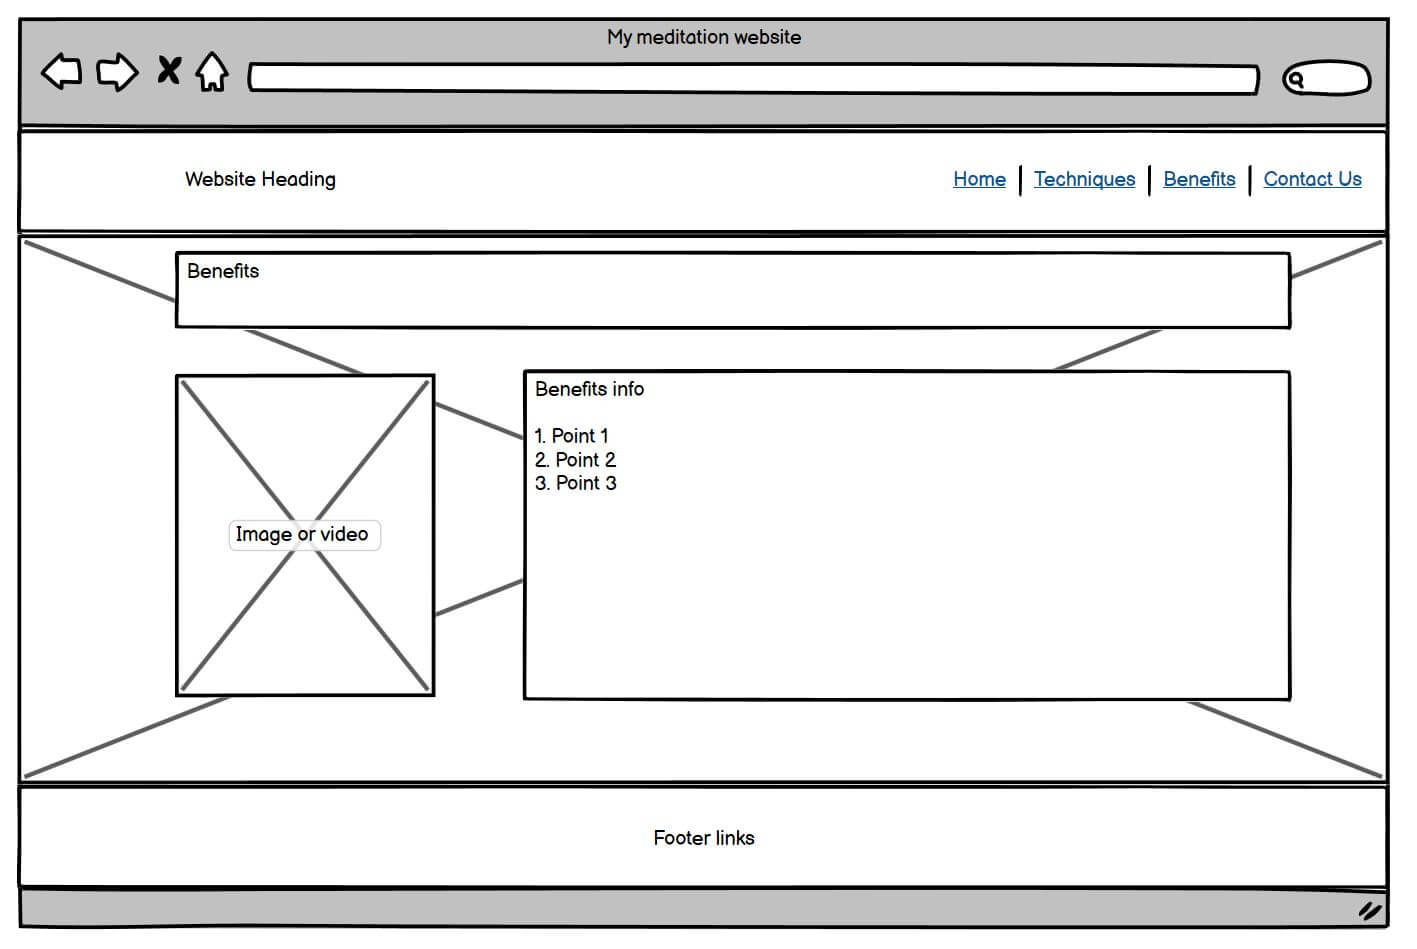 My meditation website
Website Heading
Home | Techniques | Benefits | Contact Us
Benefits
Benefits info
1. Point 1
2. Point 2
3. Point 3
Image or video
Footer links